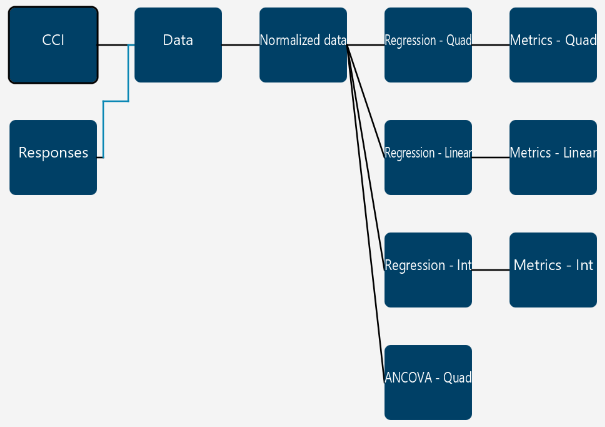 CCI
Data
Normalized data
Regression - Quad
Metrics - Quad
Responses
Regression - Linear
Metrics - Linear
Regression - Int
Metrics - Int
ANCOVA - Quad